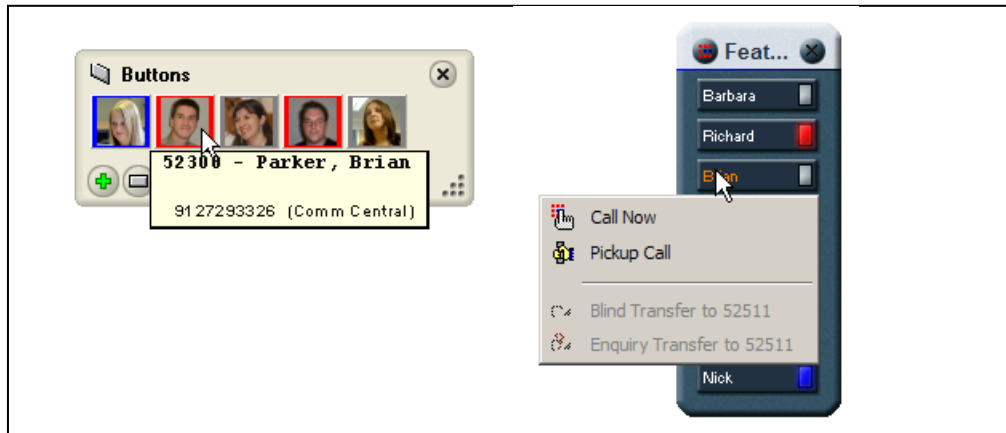 Buttons
52300 - Parker, Brian
9127293326 (Comm Central)
Feat...
Barbara
Richard
Brian
Call Now
Pickup Call
Blind Transfer to 52511
Enquiry Transfer to 52511
Nick